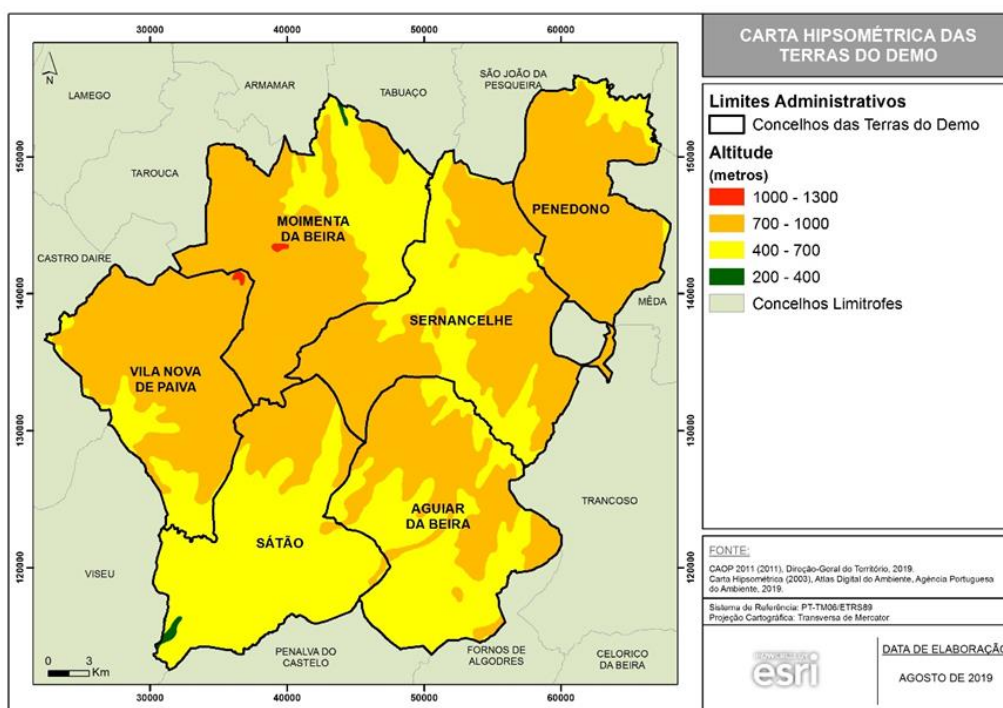 CARTA HIPSOMÉTRICA DAS
TERRAS DO DEMO
Limites Administrativos
Concelhos das Terras do Demo
Altitude
(metros)
1000 - 1300
700 - 1000
400 - 700
200 - 400
Concelhos Limitrofes
30000
40000
50000
60000
N
LAMEGO
ARMAMAR
TABUAÇO
SÃO JOÃO DA
PESQUEIRA
TAROUCA
150000
150000
PENEDONO
MOIMENTA
DA BEIRA
CASTRO DAIRE
140000
140000
MÊDA
SERNANCELHE
VILA NOVA
DE PAIVA
130000
130000
TRANCOSO
AGUIAR
DA BEIRA
SÁTÃO
VISEU
120000
120000
PENALVA DO
CASTELO
FORNOS DE
ALGODRES
CELORICO
DA BEIRA
0
3
Km
30000
40000
50000
60000
FONTE:
CAOP 2011 (2011), Direção-Geral do Território, 2019.
Carta Hipsométrica (2003), Atlas Digital do Ambiente, Agência Portuguesa
do Ambiente, 2019.
Sistema de Referência: PT-TM06/ETRS89
Projeção Cartográfica: Transversa de Mercator
esri
DATA DE ELABORAÇÃO
AGOSTO DE 2019